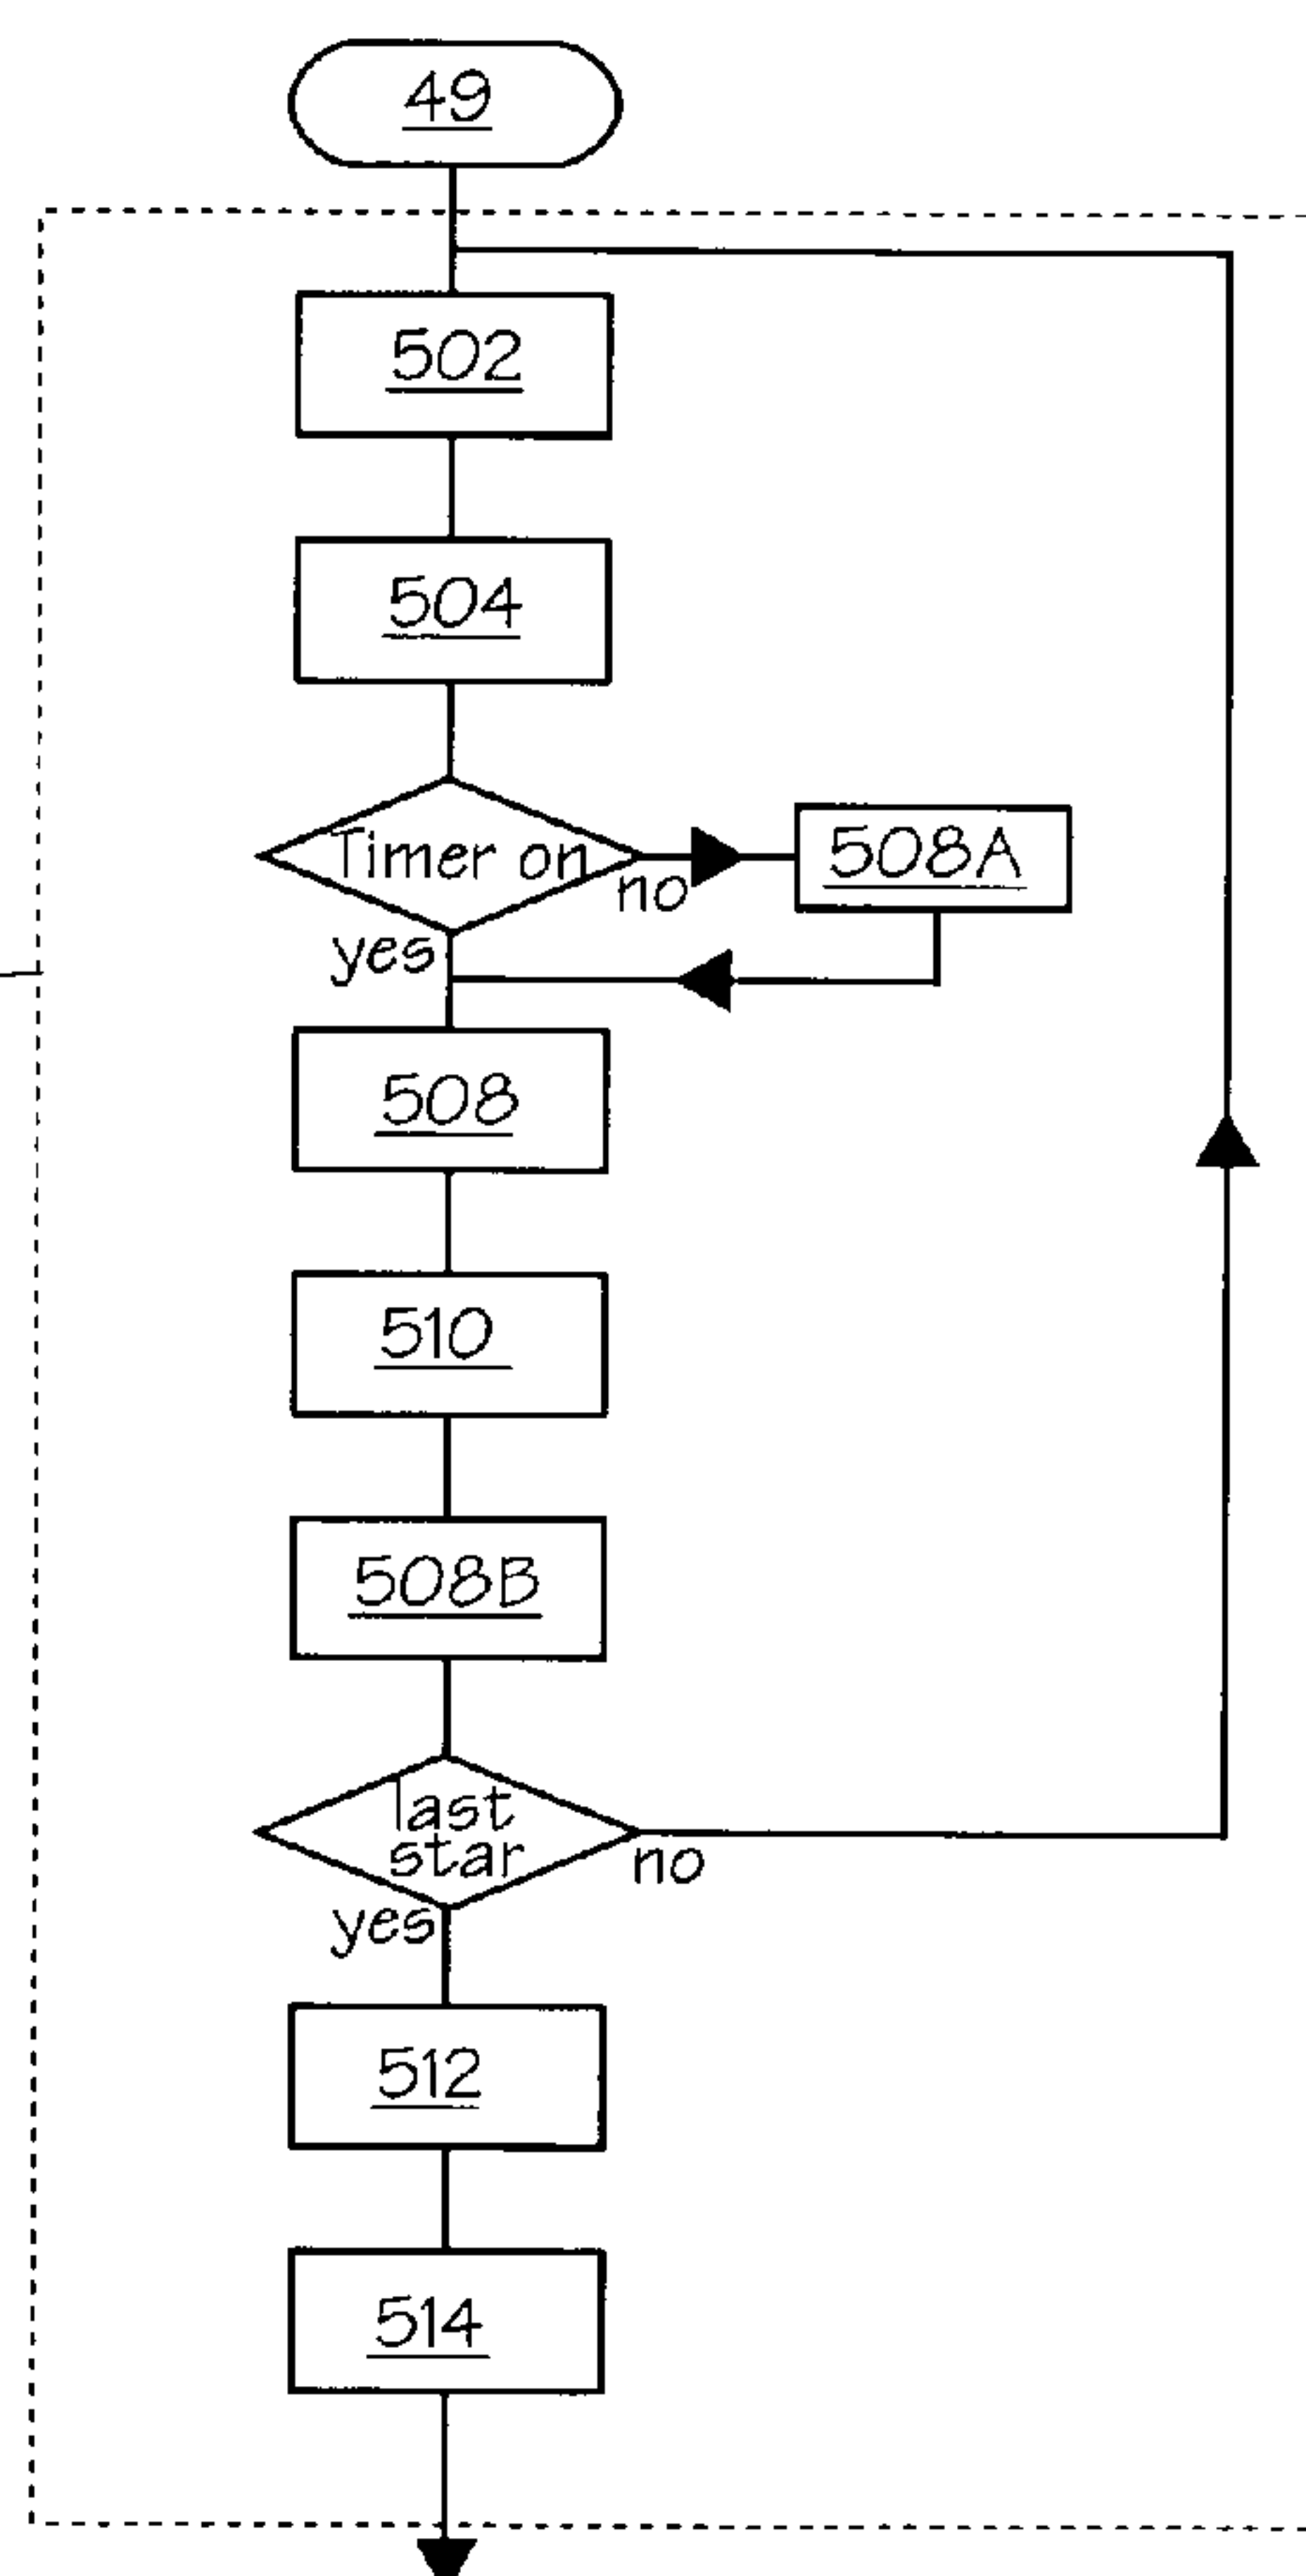 49
502
504
Timer on
no
508A
yes
508
510
508B
last
star
no
yes
512
514